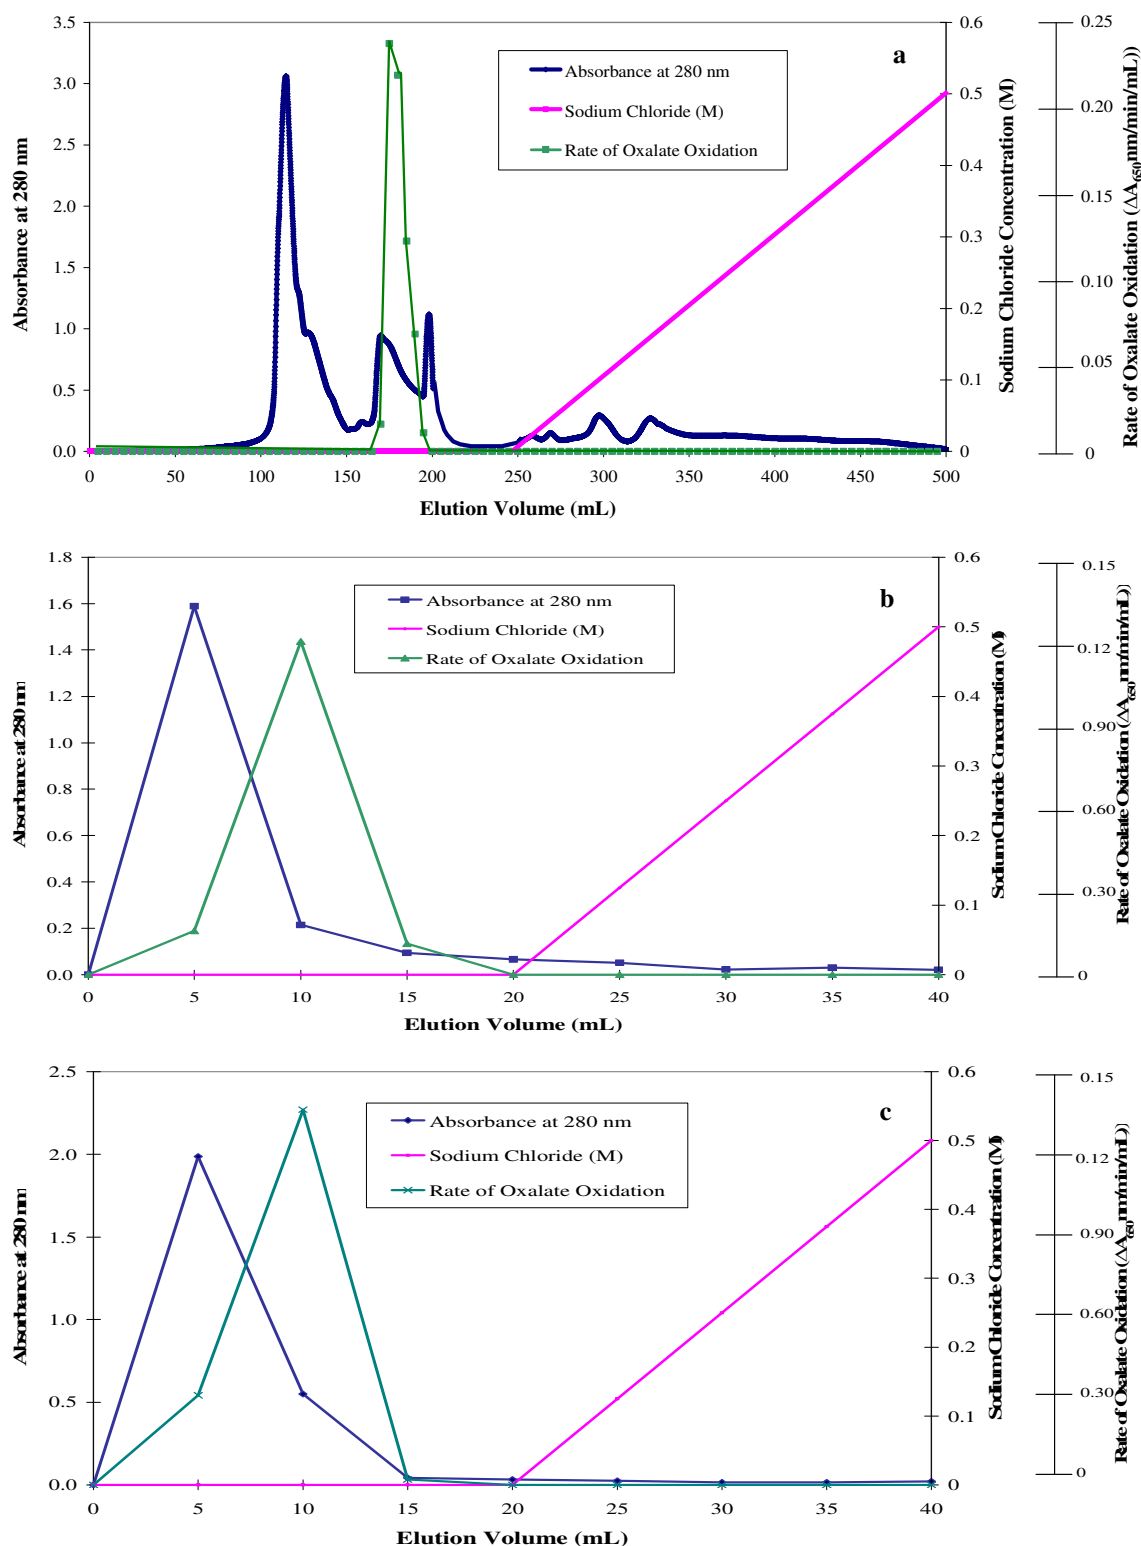 a
Absorbance at 280 nm
Sodium Chloride (M)
Rate of Oxalate Oxidation
3.5
3.0
2.5
2.0
1.5
1.0
0.5
0.0
Absorbance at 280 nm
0 50 100 150 200 250 300 350 400 450 500
Elution Volume (mL)
0.6
0.5
0.4
0.3
0.2
0.1
0
Sodium Chloride Concentration (M)
0.25
0.20
0.15
0.10
0.05
0
Rate of Oxalate Oxidation (ΔA650nm/min/mL))
b
Absorbance at 280 nm
Sodium Chloride (M)
Rate of Oxalate Oxidation
1.8
1.6
1.4
1.2
1.0
0.8
0.6
0.4
0.2
0.0
Absorbance at 280 nm
0 5 10 15 20 25 30 35 40
Elution Volume (mL)
0.6
0.5
0.4
0.3
0.2
0.1
0
Sodium Chloride Concentration (M)
0.15
0.12
0.90
0.60
0.30
0
Rate of Oxalate Oxidation (ΔA650nm/min/mL)
c
Absorbance at 280 nm
Sodium Chloride (M)
Rate of Oxalate Oxidation
2.5
2.0
1.5
1.0
0.5
0.0
Absorbance at 280 nm
0 5 10 15 20 25 30 35 40
Elution Volume (mL)
0.6
0.5
0.4
0.3
0.2
0.1
0
Sodium Chloride Concentration (M)
0.15
0.12
0.90
0.60
0.30
0
Rate of Oxalate Oxidation (ΔA650nm/min/mL)